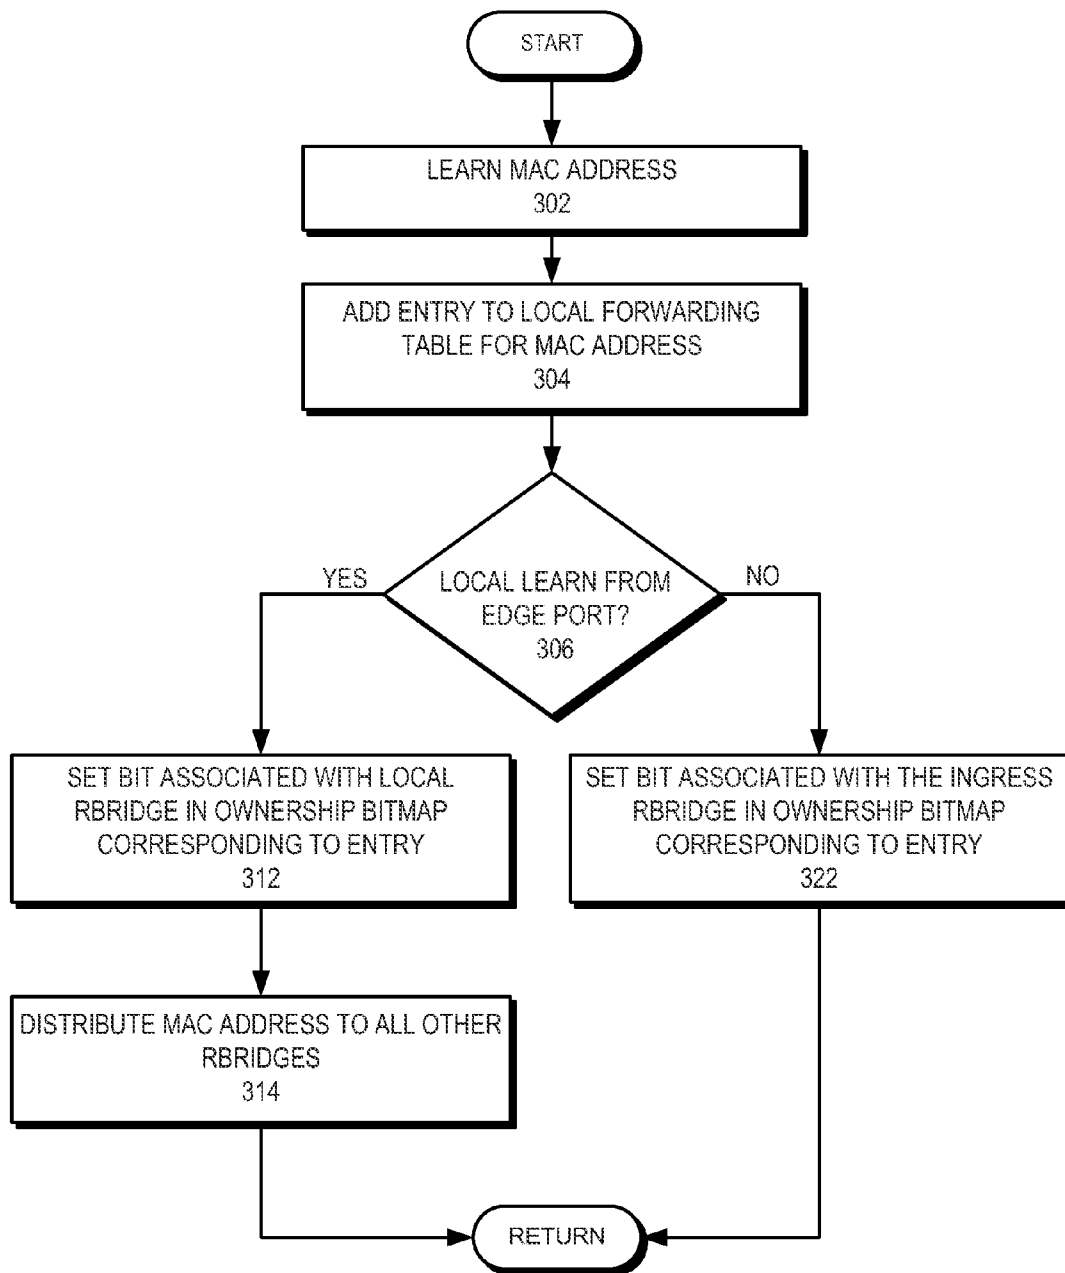 START
LEARN MAC ADDRESS
302
ADD ENTRY TO LOCAL FORWARDING
TABLE FOR MAC ADDRESS
304
YES
NO
LOCAL LEARN FROM
EDGE PORT?
306
SET BIT ASSOCIATED WITH LOCAL
RBRIDGE IN OWNERSHIP BITMAP
CORRESPONDING TO ENTRY
312
SET BIT ASSOCIATED WITH THE INGRESS
RBRIDGE IN OWNERSHIP BITMAP
CORRESPONDING TO ENTRY
322
DISTRIBUTE MAC ADDRESS TO ALL OTHER
RBRIDGES
314
RETURN